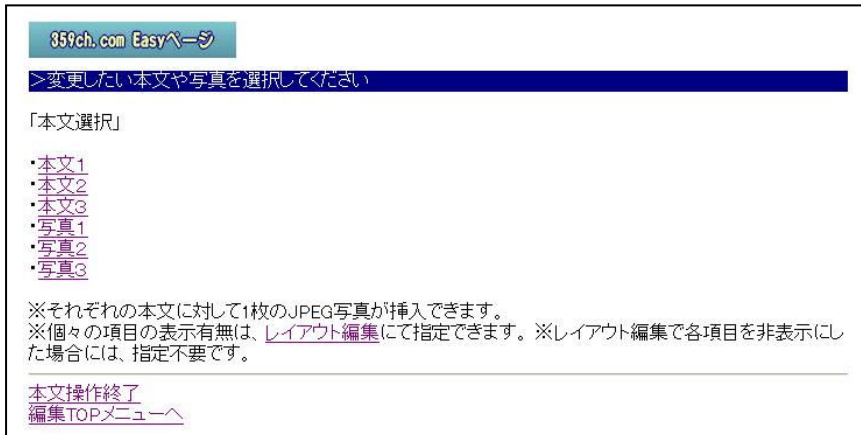 359ch.com Easyページ
>変更したい本文や写真を選択してください
「本文選択」
・本文1
・本文2
・本文3
・写真1
・写真2
・写真3
※それぞれの本文に対して1枚のJPEG写真が挿入できます。
※個々の項目の表示有無は、レイアウト編集にて指定できます。※レイアウト編集で各項目を非表示にし
た場合には、指定不要です。
本文操作終了
編集TOPメニューへ